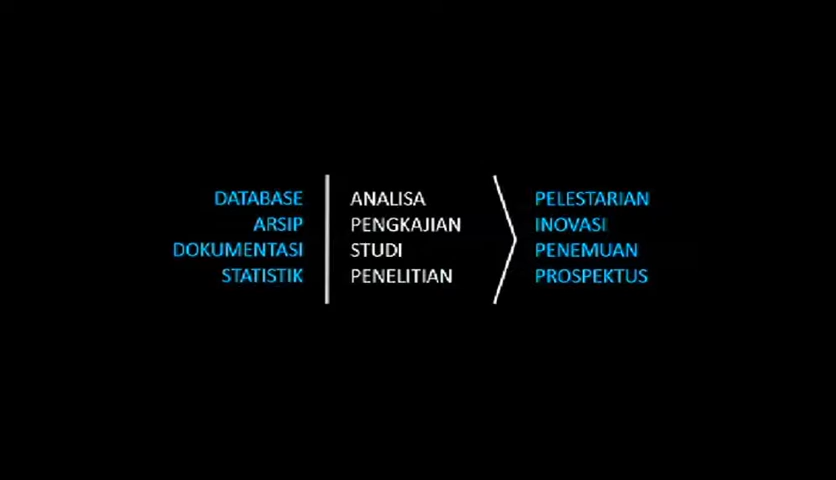 DATABASE
ARSIP
DOKUMENTASI
STATISTIK
ANALISA
PENGKAJIAN
STUDI
PENELITIAN
PELESTARIAN
INOVASI
PENEMUAN
PROSPEKTUS